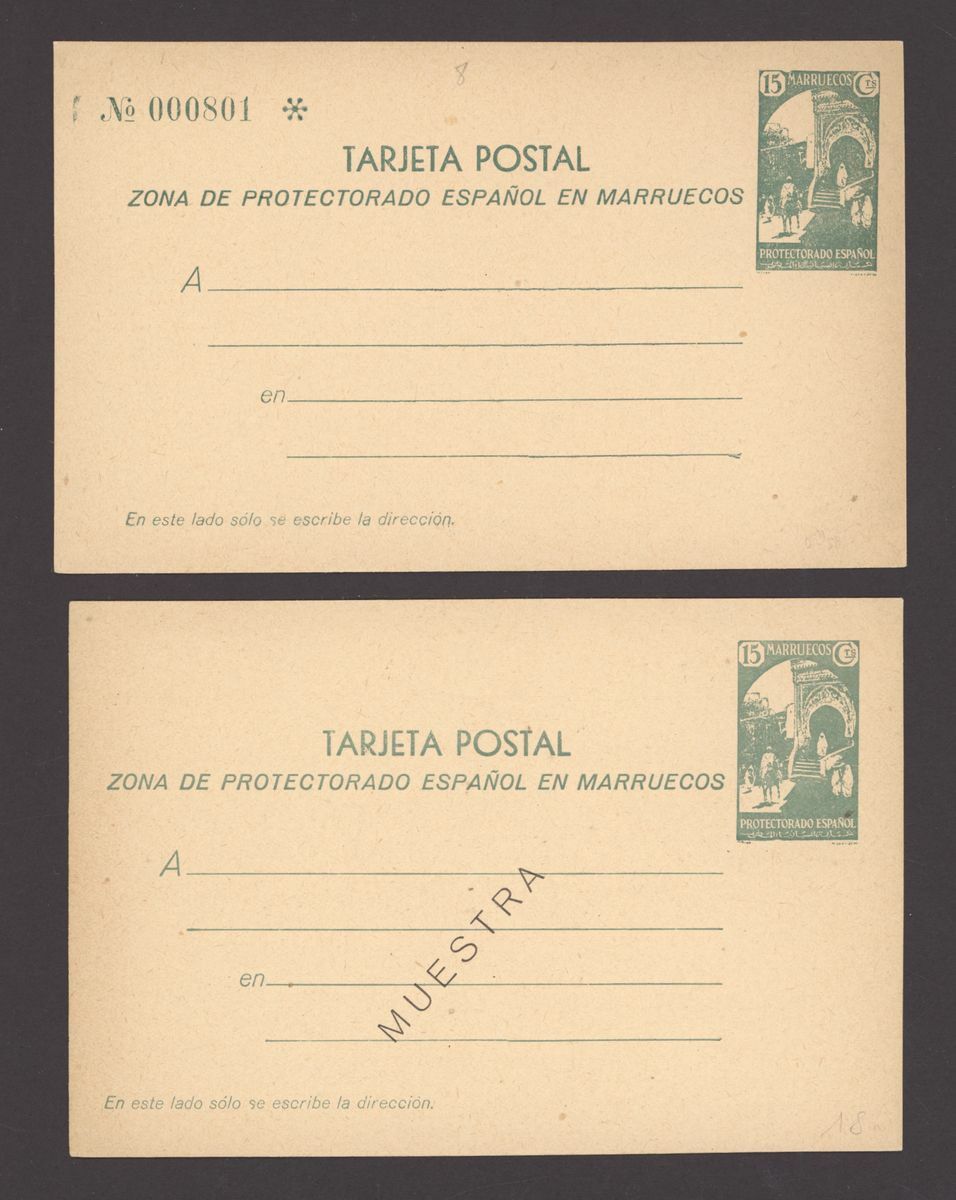 8
№ 000801 *
TARJETA POSTAL
ZONA DE PROTECTORADO ESPAÑOL EN MARRUECOS
15 MARRUECOS CTS
PROTECTORADO ESPAÑOL
A
en
En este lado sólo se escribe la dirección.
TARJETA POSTAL
ZONA DE PROTECTORADO ESPAÑOL EN MARRUECOS
15 MARRUECOS CTS
PROTECTORADO ESPAÑOL
A
en
MUESTRA
En este lado sólo se escribe la dirección.
18